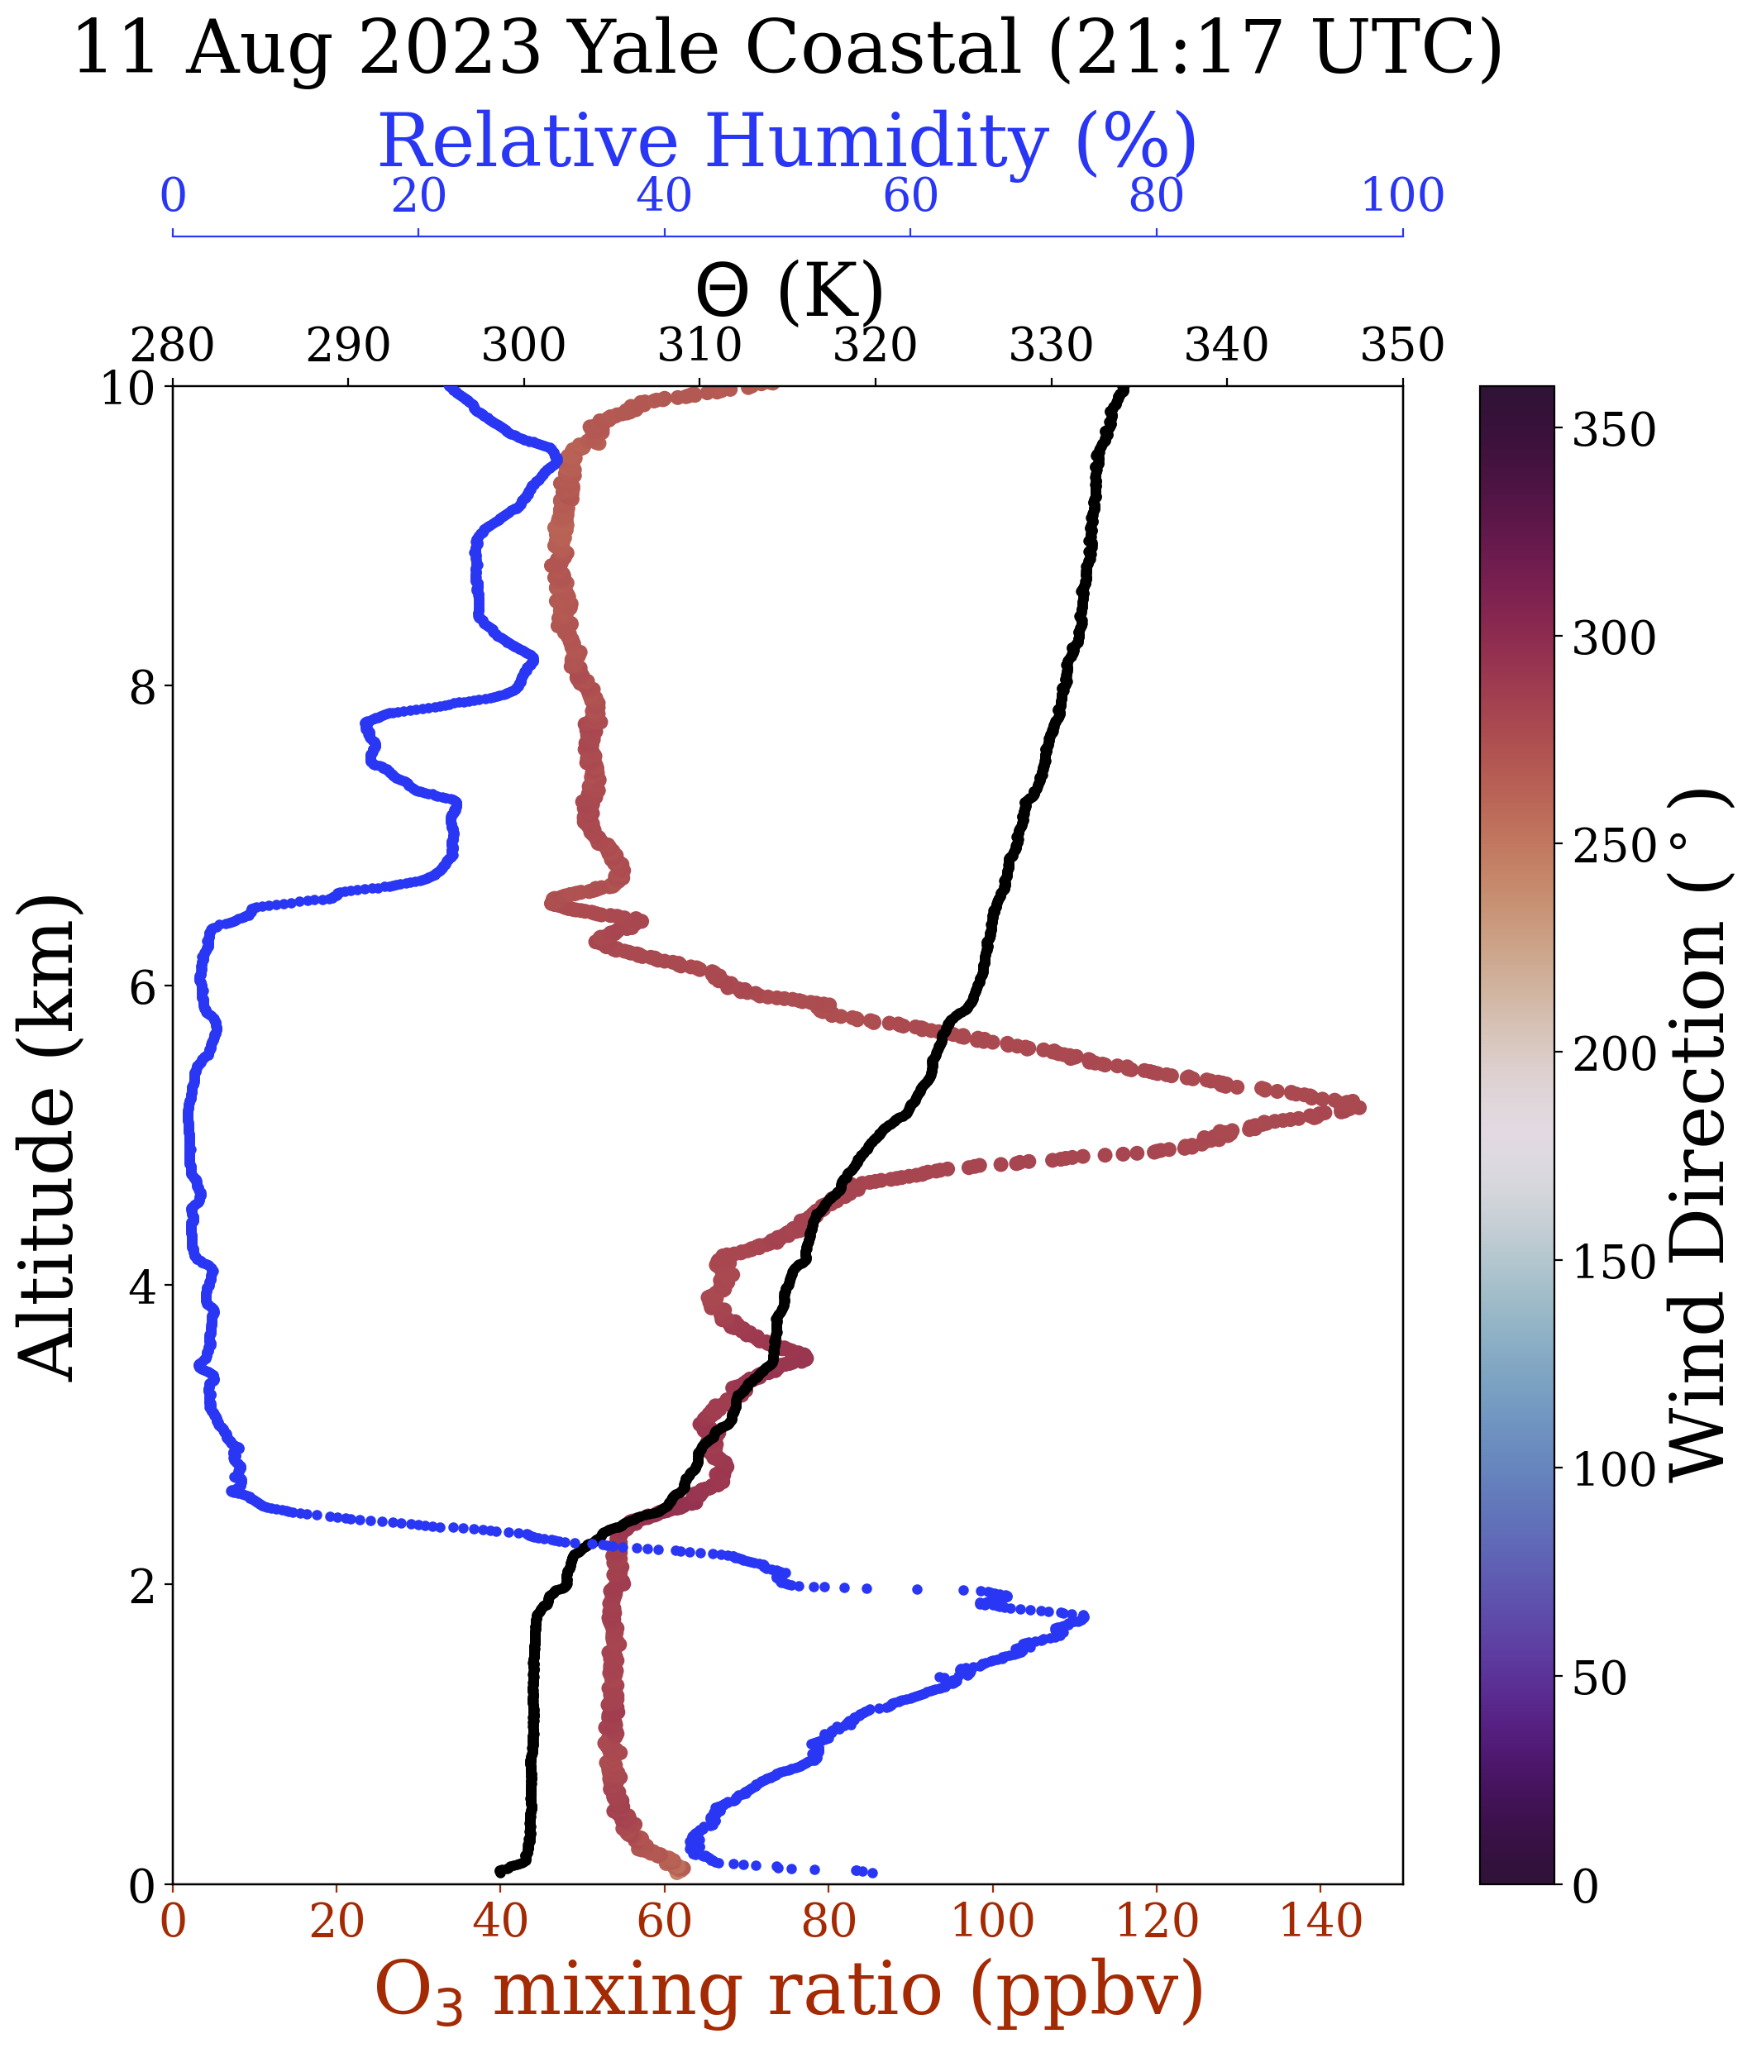 11 Aug 2023 Yale Coastal (21:17 UTC)
Relative Humidity (%)
0 20 40 60 80 100
Θ (K)
280 290 300 310 320 330 340 350
10
8
6
4
2
0
Altitude (km)
0 20 40 60 80 100 120 140
O₃ mixing ratio (ppbv)
350
300
250
200
150
100
50
0
Wind Direction (°)